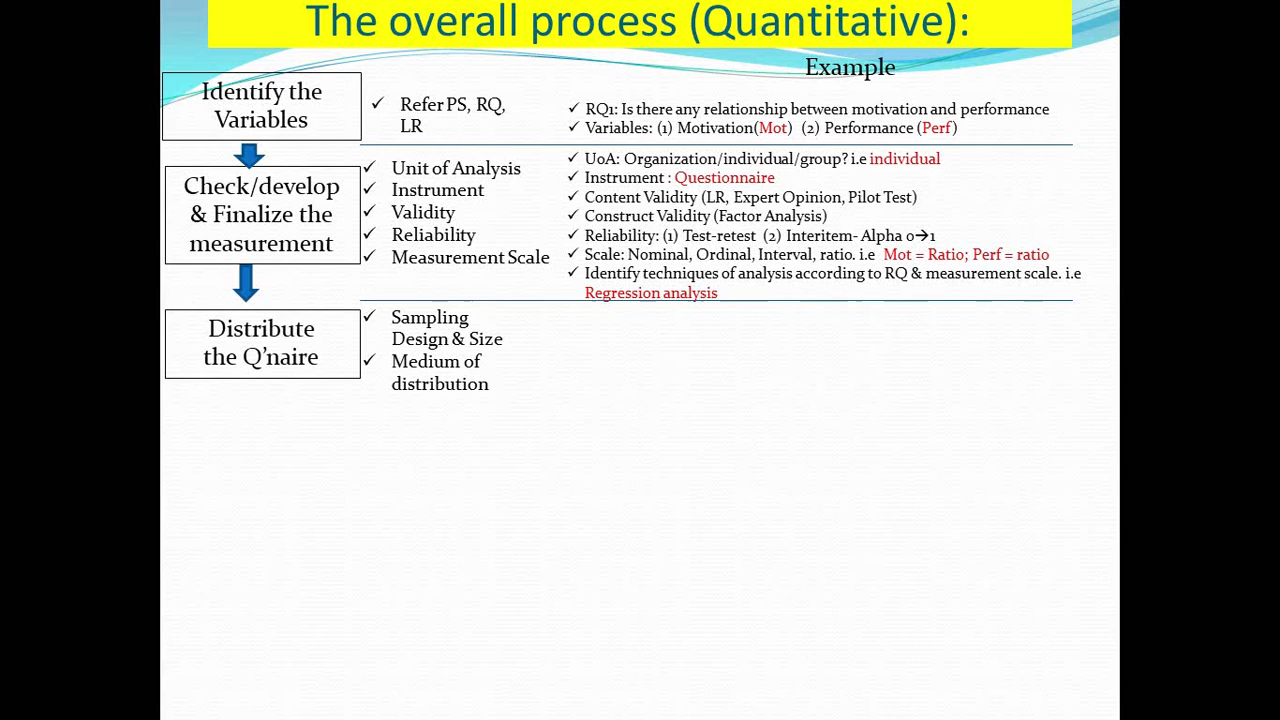 The overall process (Quantitative):
Example
Identify the
Variables
✓ Refer PS, RQ,
LR
✓ RQ1: Is there any relationship between motivation and performance
✓ Variables: (1) Motivation(Mot) (2) Performance (Perf)
Check/develop
& Finalize the
measurement
✓ Unit of Analysis
✓ Instrument
✓ Validity
✓ Reliability
✓ Measurement Scale
✓ UoA: Organization/individual/group? i.e individual
✓ Instrument : Questionnaire
✓ Content Validity (LR, Expert Opinion, Pilot Test)
✓ Construct Validity (Factor Analysis)
✓ Reliability: (1) Test-retest (2) Interitem- Alpha 0→1
✓ Scale: Nominal, Ordinal, Interval, ratio. i.e Mot = Ratio; Perf = ratio
✓ Identify techniques of analysis according to RQ & measurement scale. i.e
Regression analysis
Distribute
the Q’naire
✓ Sampling
Design & Size
✓ Medium of
distribution